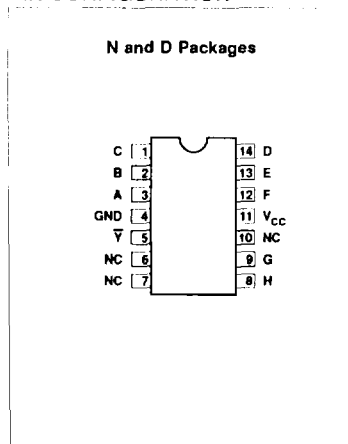 N and D Packages
C 1 14 D
B 2 13 E
A 3 12 F
GND 4 11 VCC
Y̅ 5 10 NC
NC 6 9 G
NC 7 8 H